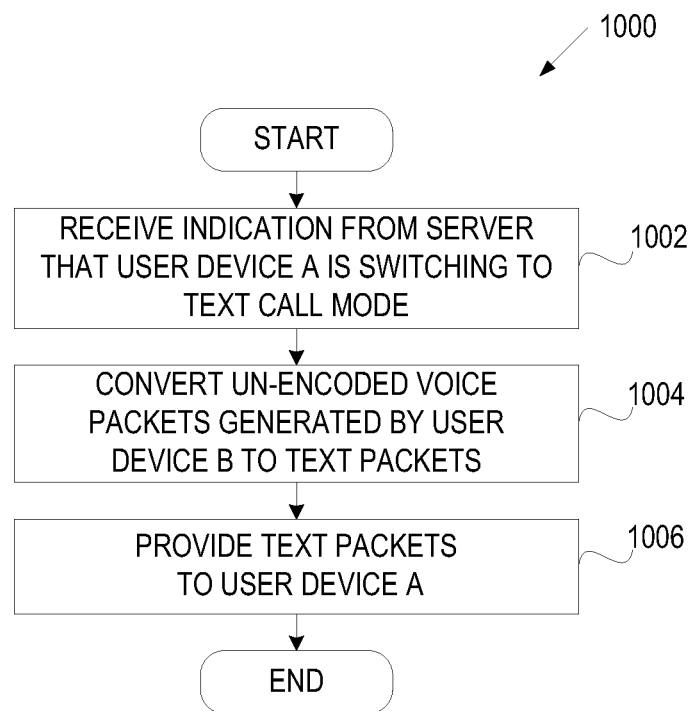 1000
START
RECEIVE INDICATION FROM SERVER
THAT USER DEVICE A IS SWITCHING TO
TEXT CALL MODE
1002
CONVERT UN-ENCODED VOICE
PACKETS GENERATED BY USER
DEVICE B TO TEXT PACKETS
1004
PROVIDE TEXT PACKETS
TO USER DEVICE A
1006
END